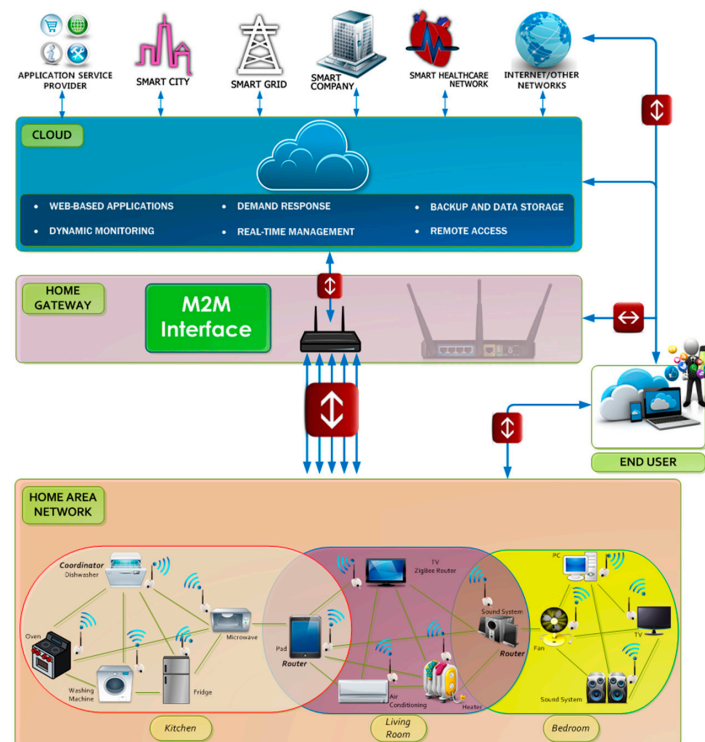 APPLICATION SERVICE
PROVIDER
SMART CITY
SMART GRID
SMART
COMPANY
SMART HEALTHCARE
NETWORK
INTERNET/OTHER
NETWORKS
CLOUD
• WEB-BASED APPLICATIONS
• DEMAND RESPONSE
• BACKUP AND DATA STORAGE
• DYNAMIC MONITORING
• REAL-TIME MANAGEMENT
• REMOTE ACCESS
HOME
GATEWAY
M2M
Interface
END USER
HOME AREA
NETWORK
Coordinator
Dishwasher
TV
ZigBee Router
PC
Oven
Microwave
Sound System
Pad
Router
Router
Fan
TV
Washing
Machine
Fridge
Air
Conditioning
Heater
Sound System
Kitchen
Living
Room
Bedroom